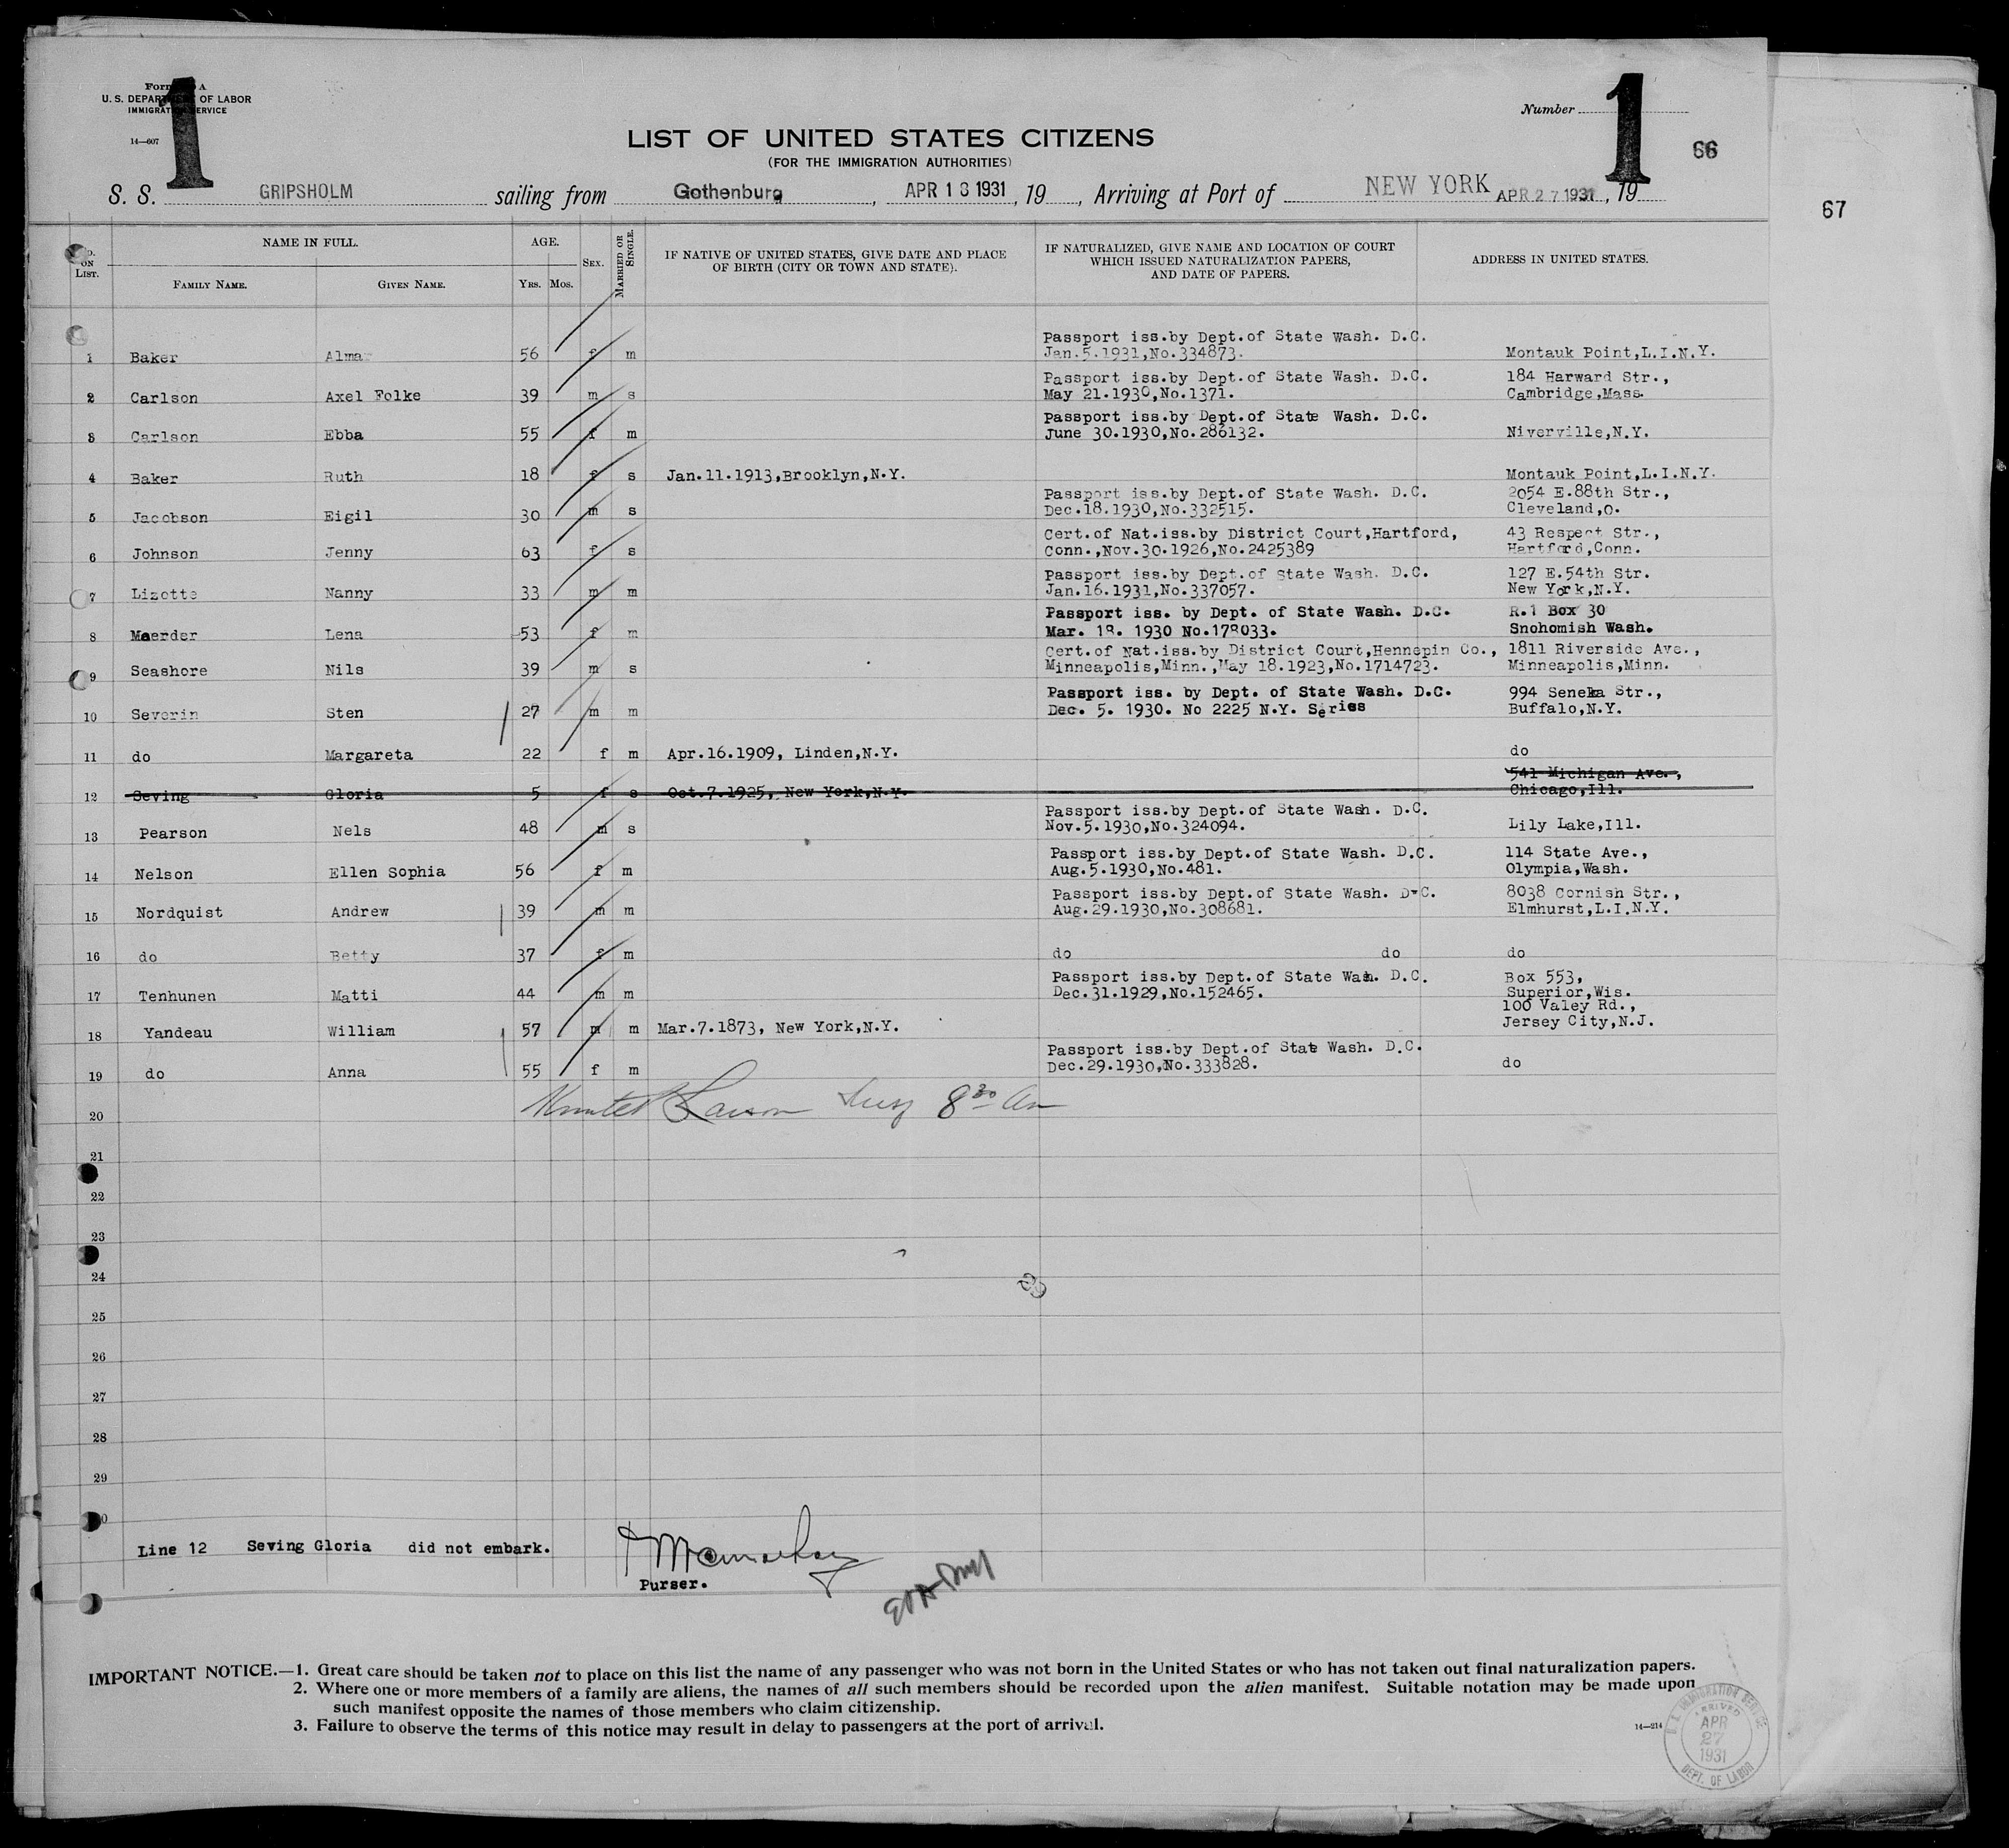 Form A
U. S. DEPARTMENT OF LABOR
IMMIGRATION SERVICE
14—607
1
Number
1
66
67
LIST OF UNITED STATES CITIZENS
(FOR THE IMMIGRATION AUTHORITIES)
S. S. GRIPSHOLM sailing from Gothenburg, APR 18 1931, 19 , Arriving at Port of NEW YORK APR 27 1931, 19
No. ON LIST. NAME IN FULL. AGE. SEX. MARRIED OR SINGLE. IF NATIVE OF UNITED STATES, GIVE DATE AND PLACE OF BIRTH (CITY OR TOWN AND STATE). IF NATURALIZED, GIVE NAME AND LOCATION OF COURT WHICH ISSUED NATURALIZATION PAPERS, AND DATE OF PAPERS. ADDRESS IN UNITED STATES.
FAMILY NAME. GIVEN NAME. YRS. MOS.
Passport iss.by Dept.of State Wash. D.C.
1 Baker Alma 56 f m Jan.5.1931,No.334873. Montauk Point,L.I.N.Y.
Passport iss.by Dept.of State Wash. D.C. 184 Harward Str.,
2 Carlson Axel Folke 39 m s May 21.1930,No.1371. Cambridge,Mass.
Passport iss.by Dept.of State Wash. D.C.
3 Carlson Ebba 55 f m June 30.1930,No.286132. Niverville,N.Y.
4 Baker Ruth 18 f s Jan.11.1913,Brooklyn,N.Y. Montauk Point,L.I.N.Y.
Passport iss.by Dept.of State Wash. D.C. 2054 E.88th Str.,
5 Jacobson Eigil 30 m s Dec.18.1930,No.332515. Cleveland,O.
Cert.of Nat.iss.by District Court,Hartford, 43 Respect Str.,
6 Johnson Jenny 63 f s Conn.,Nov.30.1926,No.2425389 Hartford,Conn.
Passport iss.by Dept.of State Wash. D.C. 127 E.54th Str.
7 Lizotte Nanny 33 m m Jan.16.1931,No.337057. New York,N.Y.
Passport iss. by Dept. of State Wash. D.C. R.1 Box 30
8 Maerder Lena 53 f m Mar. 18. 1930 No.178033. Snohomish Wash.
Cert.of Nat.iss.by District Court,Hennepin Co., 1811 Riverside Ave.,
9 Seashore Nils 39 m s Minneapolis,Minn.,May 18.1923,No.1714723. Minneapolis,Minn.
Passport iss. by Dept. of State Wash. D.C. 994 Seneka Str.,
10 Severin Sten 27 m m Dec. 5. 1930. No 2225 N.Y. Series Buffalo,N.Y.
11 do Margareta 22 f m Apr.16.1909, Linden,N.Y. do
541 Michigan Ave.,
12 Seving Gloria 5 f s Oct.7.1925, New York,N.Y. Chicago,Ill.
Passport iss.by Dept.of State Wash. D.C.
13 Pearson Nels 48 m s Nov.5.1930,No.324094. Lily Lake,Ill.
Passport iss.by Dept.of State Wash. D.C. 114 State Ave.,
14 Nelson Ellen Sophia 56 f m Aug.5.1930,No.481. Olympia,Wash.
Passport iss.by Dept.of State Wash. D.C. 8038 Cornish Str.,
15 Nordquist Andrew 39 m m Aug.29.1930,No.308681. Elmhurst,L.I.N.Y.
16 do Betty 37 f m do do do
Passport iss.by Dept.of State Wash. D.C. Box 553,
17 Tenhunen Matti 44 m m Dec.31.1929,No.152465. Superior,Wis.
100 Valey Rd.,
18 Yandeau William 57 m m Mar.7.1873, New York,N.Y. Jersey City,N.J.
Passport iss.by Dept.of State Wash. D.C.
19 do Anna 55 f m Dec.29.1930,No.333828. do
20 8 30 am
21
22
23
24
25
26
27
28
29
30
Line 12 Seving Gloria did not embark.
Purser.
IMPORTANT NOTICE.—1. Great care should be taken not to place on this list the name of any passenger who was not born in the United States or who has not taken out final naturalization papers.
2. Where one or more members of a family are aliens, the names of all such members should be recorded upon the alien manifest. Suitable notation may be made upon
such manifest opposite the names of those members who claim citizenship.
3. Failure to observe the terms of this notice may result in delay to passengers at the port of arrival.
14—214
U. S. IMMIGRATION SERVICE
ARRIVED
APR
27
1931
DEPT. OF LABOR